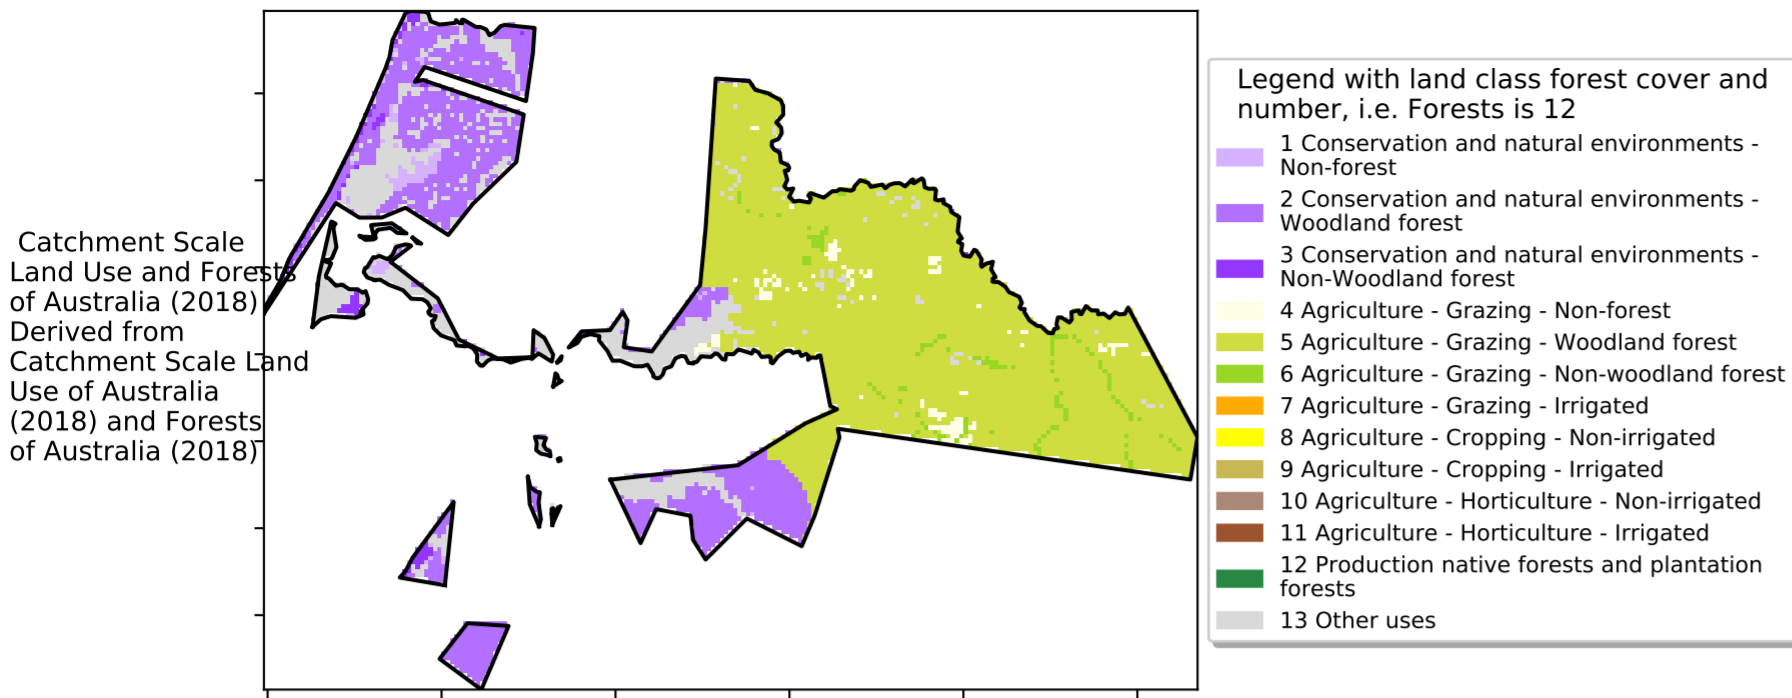 Catchment Scale
Land Use and Forests
of Australia (2018)
Derived from
Catchment Scale Land
Use of Australia
(2018) and Forests
of Australia (2018)
Legend with land class forest cover and
number, i.e. Forests is 12
1 Conservation and natural environments -
Non-forest
2 Conservation and natural environments -
Woodland forest
3 Conservation and natural environments -
Non-Woodland forest
4 Agriculture - Grazing - Non-forest
5 Agriculture - Grazing - Woodland forest
6 Agriculture - Grazing - Non-woodland forest
7 Agriculture - Grazing - Irrigated
8 Agriculture - Cropping - Non-irrigated
9 Agriculture - Cropping - Irrigated
10 Agriculture - Horticulture - Non-irrigated
11 Agriculture - Horticulture - Irrigated
12 Production native forests and plantation
forests
13 Other uses